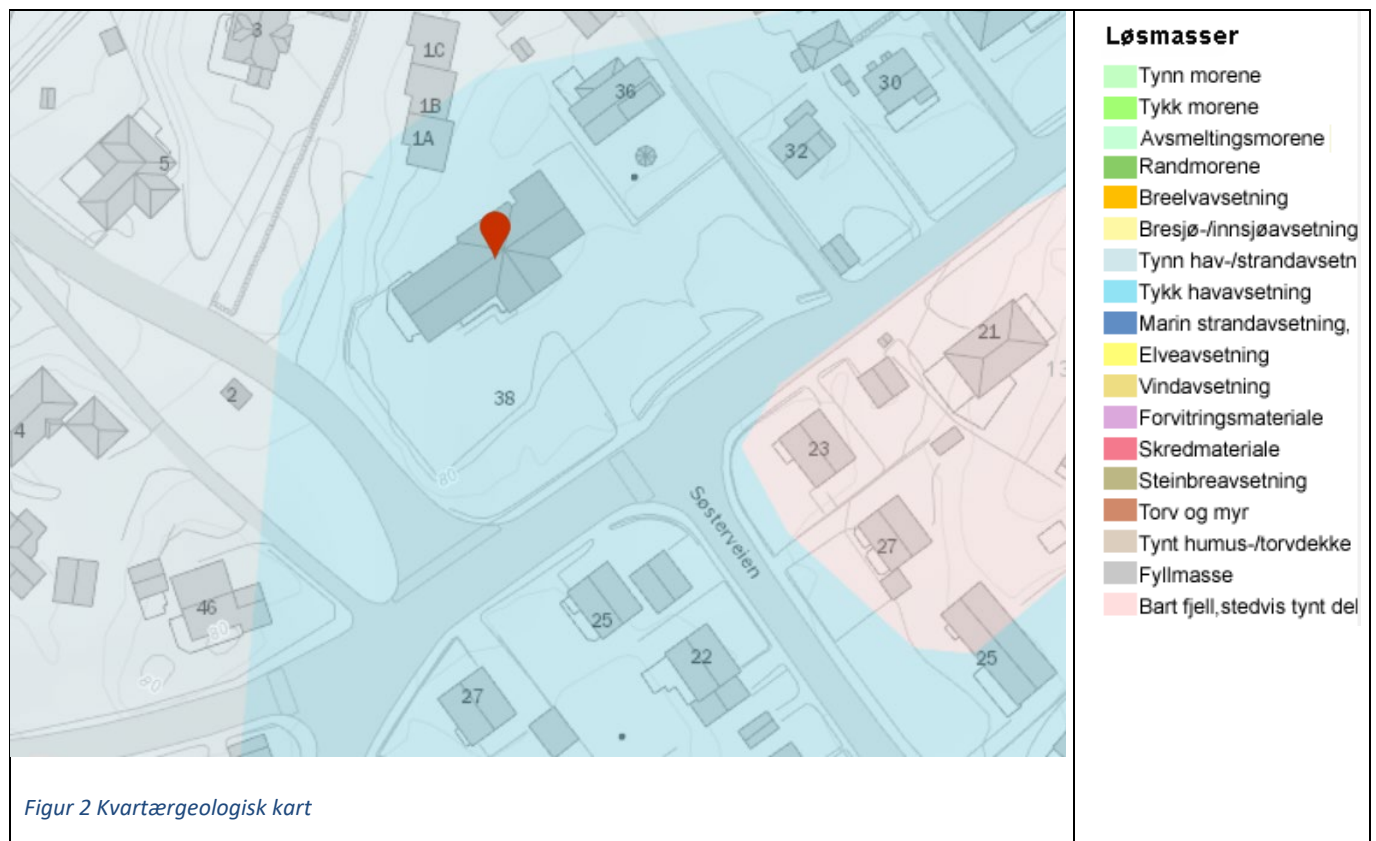 3
1C
1B
1A
5
36
30
32
21
13
2
38
4
23
80
Søsterveien
27
46
80
80
25
22
25
27
Figur 2 Kvartærgeologisk kart
Løsmasser
Tynn morene
Tykk morene
Avsmeltingsmorene
Randmorene
Breelvavsetning
Bresjø-/innsjøavsetning
Tynn hav-/strandavsetn
Tykk havavsetning
Marin strandavsetning,
Elveavsetning
Vindavsetning
Forvitringsmateriale
Skredmateriale
Steinbreavsetning
Torv og myr
Tynt humus-/torvdekke
Fyllmasse
Bart fjell,stedvis tynt del